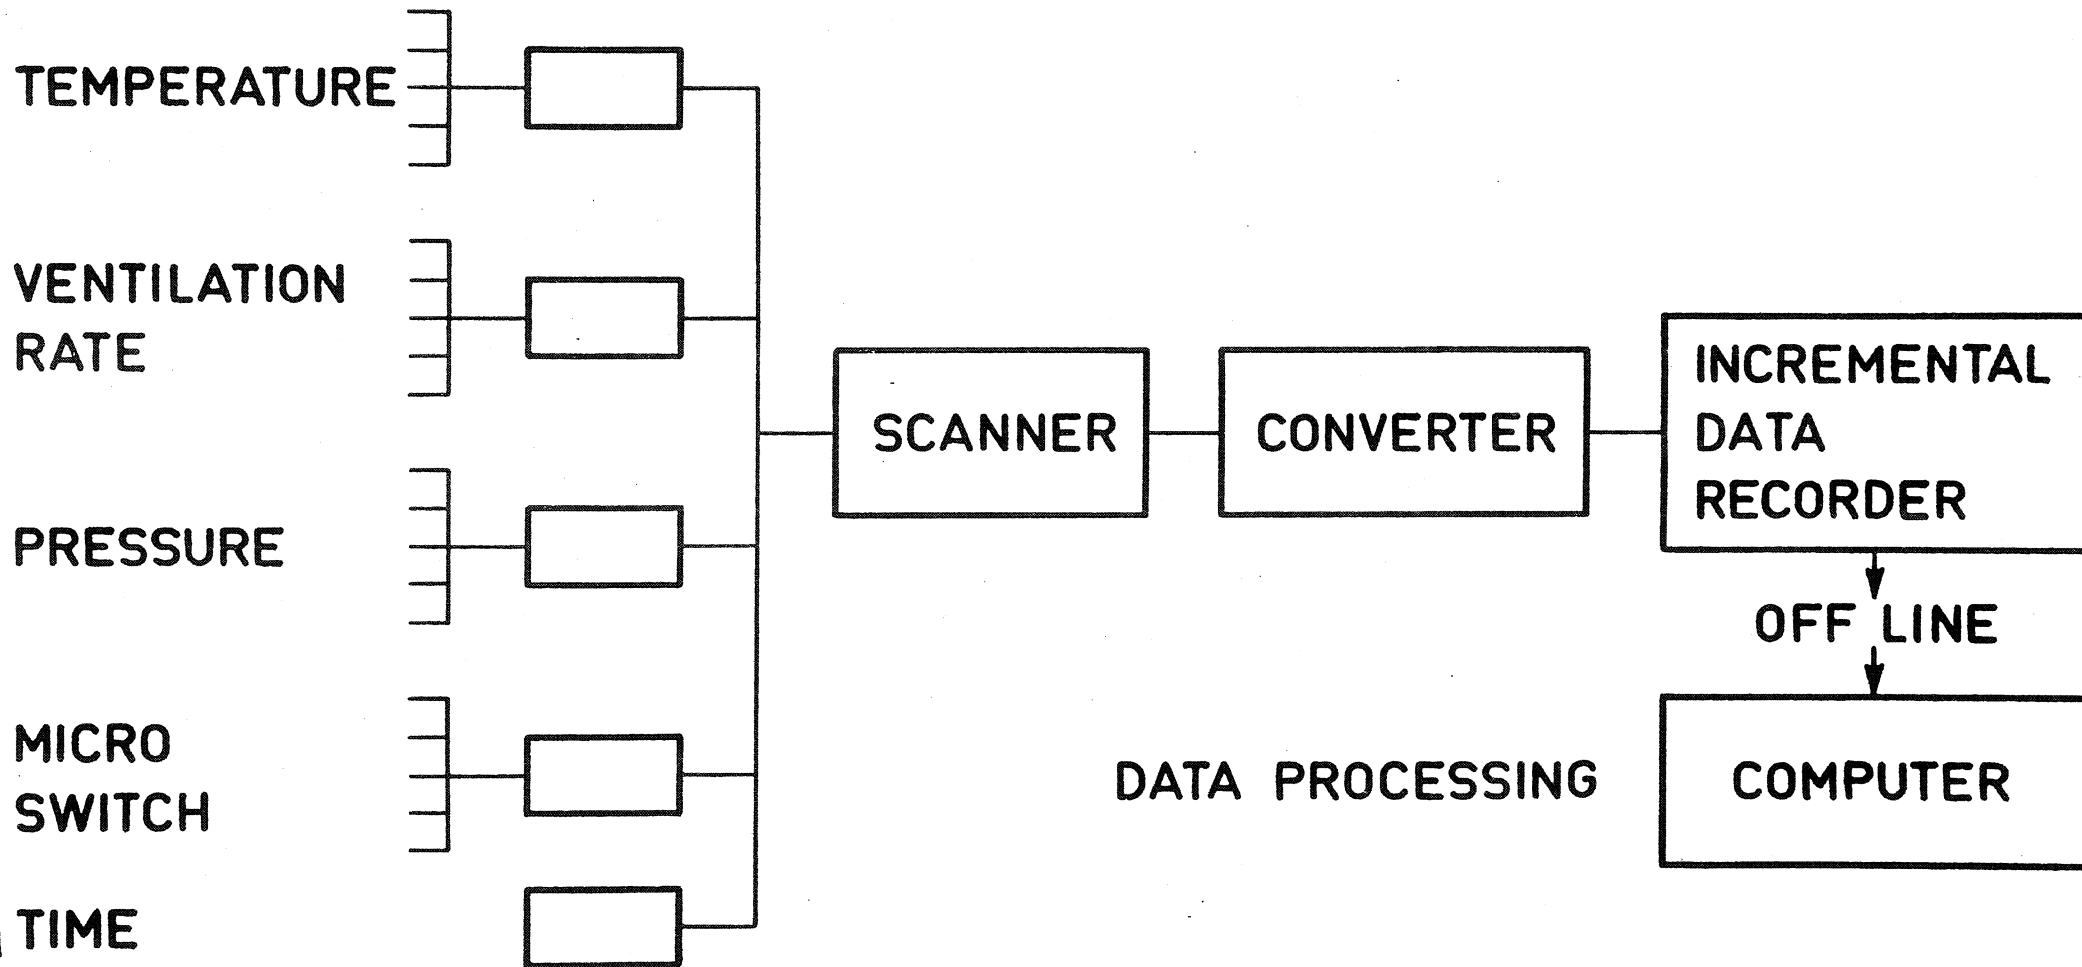 TEMPERATURE
VENTILATION
RATE
PRESSURE
MICRO
SWITCH
TIME
SCANNER
CONVERTER
INCREMENTAL
DATA
RECORDER
OFF LINE
DATA PROCESSING
COMPUTER